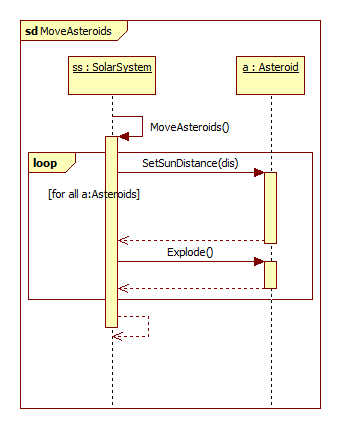 sd MoveAsteroids
ss : SolarSystem
a : Asteroid
MoveAsteroids()
loop
SetSunDistance(dis)
[for all a:Asteroids]
Explode()